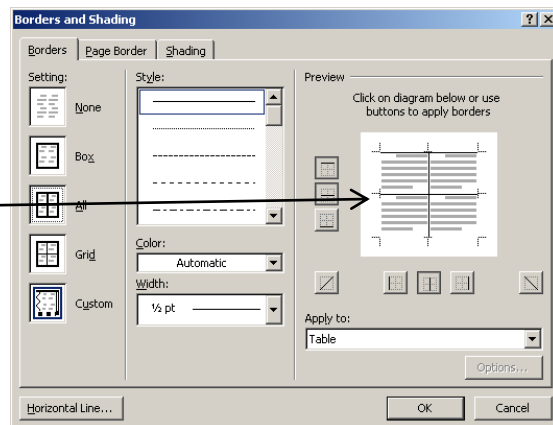 Borders and Shading
Borders
Page Border
Shading
Setting:
None
Box
All
Grid
Custom
Style:
Color:
Automatic
Width:
½ pt
Preview
Click on diagram below or use
buttons to apply borders
Apply to:
Table
Options...
Horizontal Line...
OK
Cancel